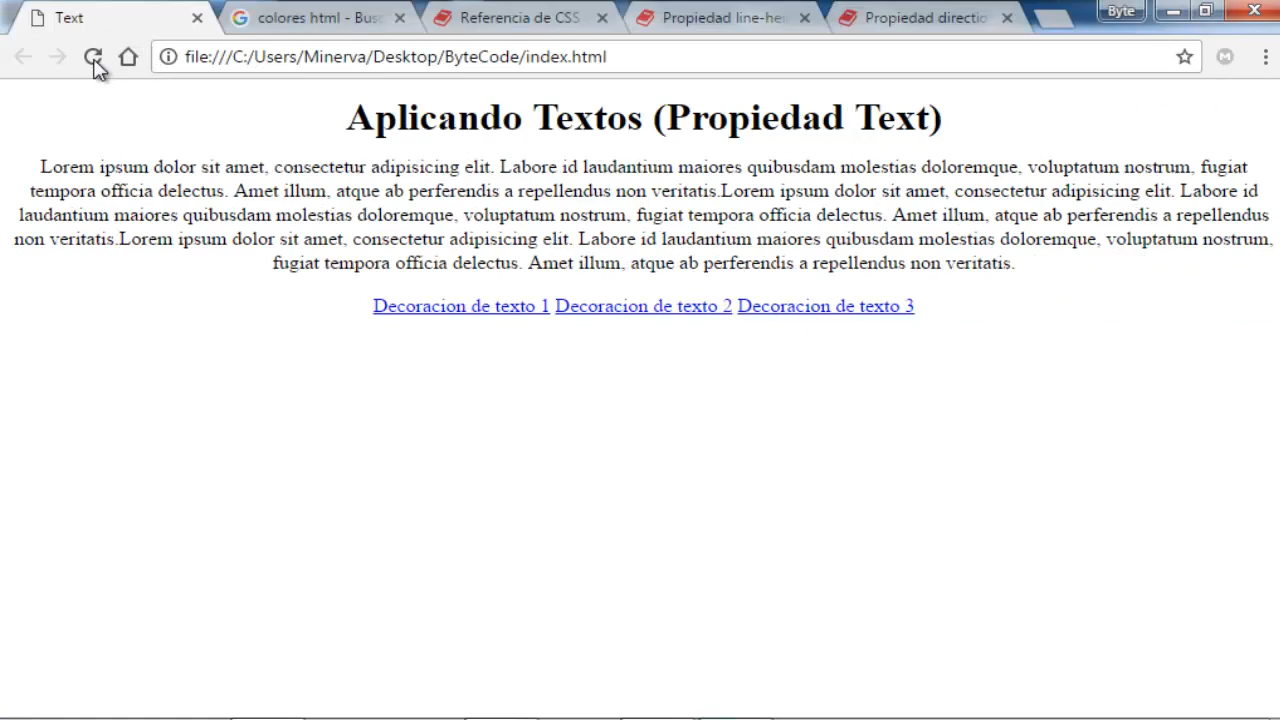 Text
colores html - Bus
Referencia de CSS
Propiedad line-he
Propiedad directio
Byte
file:///C:/Users/Minerva/Desktop/ByteCode/index.html
Aplicando Textos (Propiedad Text)
Lorem ipsum dolor sit amet, consectetur adipisicing elit. Labore id laudantium maiores quibusdam molestias doloremque, voluptatum nostrum, fugiat
tempora officia delectus. Amet illum, atque ab perferendis a repellendus non veritatis.Lorem ipsum dolor sit amet, consectetur adipisicing elit. Labore id
laudantium maiores quibusdam molestias doloremque, voluptatum nostrum, fugiat tempora officia delectus. Amet illum, atque ab perferendis a repellendus
non veritatis.Lorem ipsum dolor sit amet, consectetur adipisicing elit. Labore id laudantium maiores quibusdam molestias doloremque, voluptatum nostrum,
fugiat tempora officia delectus. Amet illum, atque ab perferendis a repellendus non veritatis.
Decoracion de texto 1 Decoracion de texto 2 Decoracion de texto 3